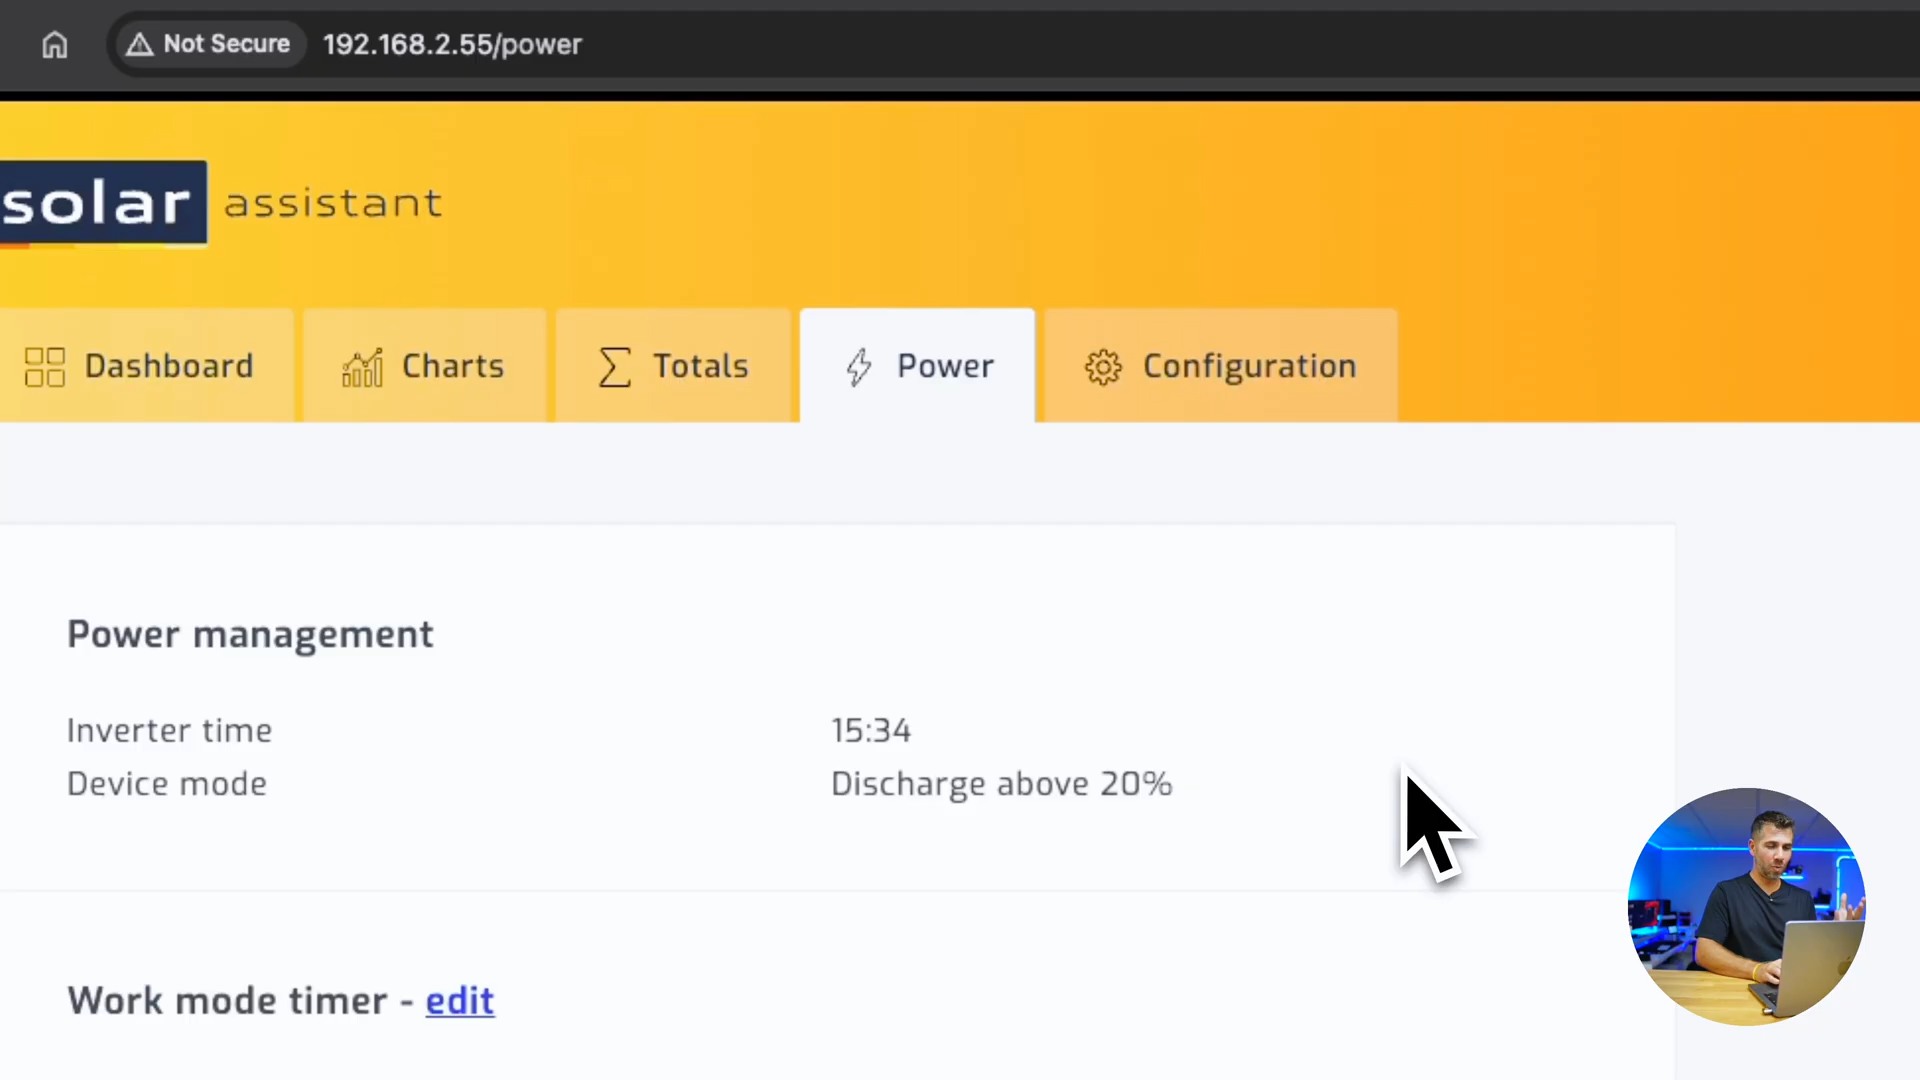 Not Secure 192.168.2.55/power
solar assistant
Dashboard Charts Totals Power Configuration
Power management
Inverter time 15:34
Device mode Discharge above 20%
Work mode timer - edit